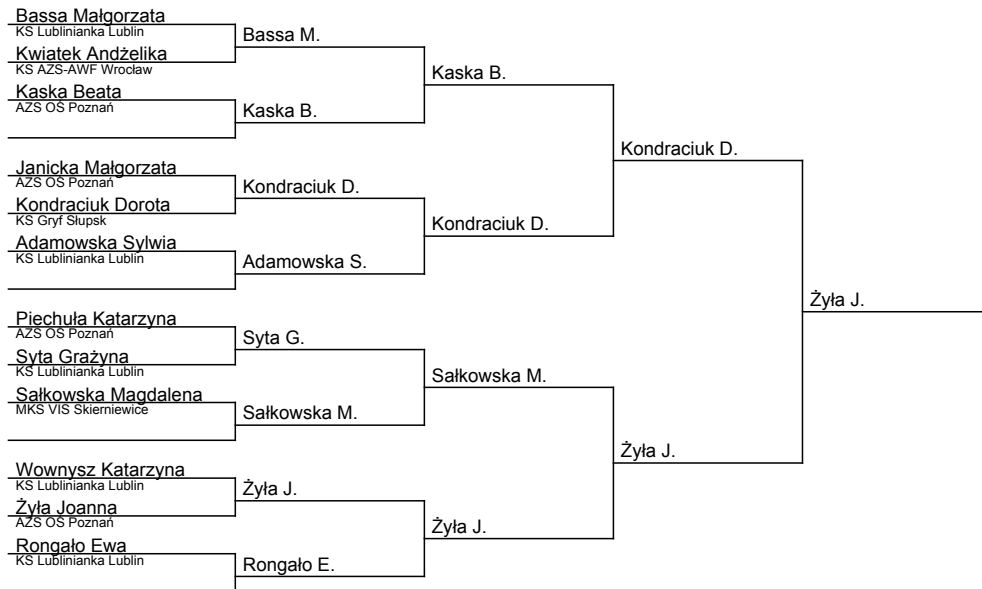 Bassa Małgorzata
KS Lublinianka Lublin
Bassa M.
Kwiatek Andżelika
KS AZS-AWF Wrocław
Kaska B.
Kaska Beata
AZS OŚ Poznań
Kaska B.
Kondraciuk D.
Janicka Małgorzata
AZS OŚ Poznań
Kondraciuk D.
Kondraciuk Dorota
KS Gryf Słupsk
Kondraciuk D.
Adamowska Sylwia
KS Lublinianka Lublin
Adamowska S.
Żyła J.
Piechuła Katarzyna
AZS OŚ Poznań
Syta G.
Syta Grażyna
KS Lublinianka Lublin
Sałkowska M.
Sałkowska Magdalena
MKS VIS Skierniewice
Sałkowska M.
Żyła J.
Wownysz Katarzyna
KS Lublinianka Lublin
Żyła J.
Żyła Joanna
AZS OŚ Poznań
Żyła J.
Rongało Ewa
KS Lublinianka Lublin
Rongało E.